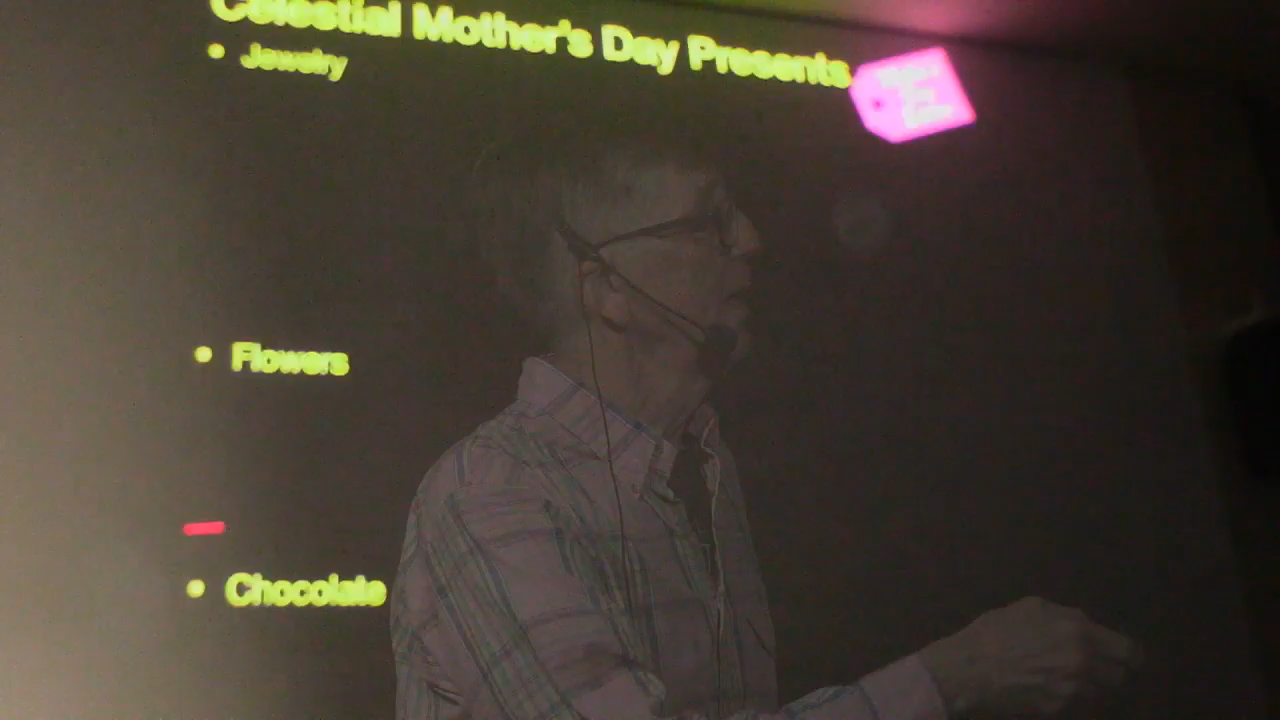 Celestial Mother's Day Presents
• Jewelry
• Flowers
• Chocolate